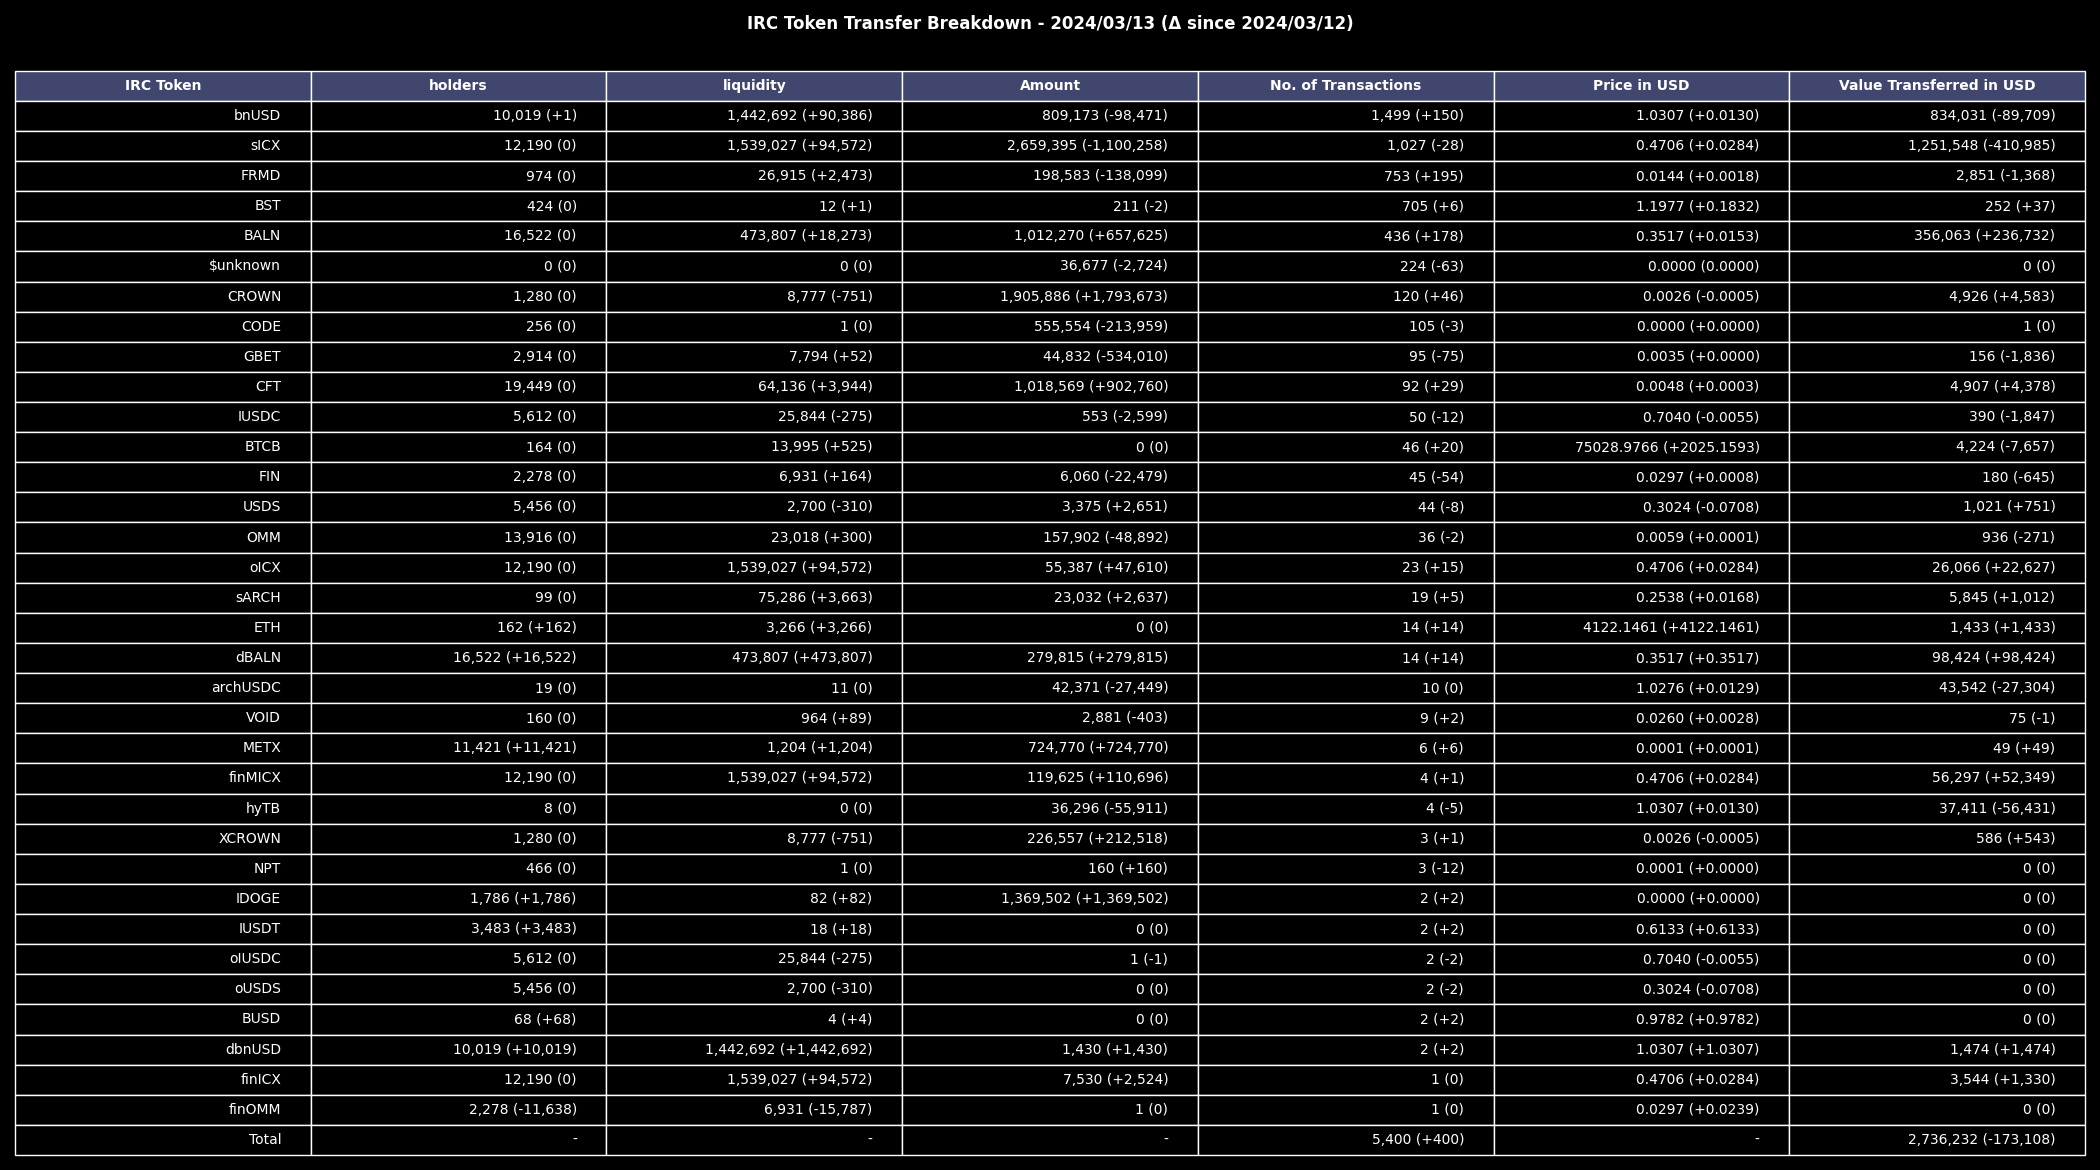 IRC Token Transfer Breakdown - 2024/03/13 (Δ since 2024/03/12)
IRC Token holders liquidity Amount No. of Transactions Price in USD Value Transferred in USD
bnUSD 10,019 (+1) 1,442,692 (+90,386) 809,173 (-98,471) 1,499 (+150) 1.0307 (+0.0130) 834,031 (-89,709)
sICX 12,190 (0) 1,539,027 (+94,572) 2,659,395 (-1,100,258) 1,027 (-28) 0.4706 (+0.0284) 1,251,548 (-410,985)
FRMD 974 (0) 26,915 (+2,473) 198,583 (-138,099) 753 (+195) 0.0144 (+0.0018) 2,851 (-1,368)
BST 424 (0) 12 (+1) 211 (-2) 705 (+6) 1.1977 (+0.1832) 252 (+37)
BALN 16,522 (0) 473,807 (+18,273) 1,012,270 (+657,625) 436 (+178) 0.3517 (+0.0153) 356,063 (+236,732)
$unknown 0 (0) 0 (0) 36,677 (-2,724) 224 (-63) 0.0000 (0.0000) 0 (0)
CROWN 1,280 (0) 8,777 (-751) 1,905,886 (+1,793,673) 120 (+46) 0.0026 (-0.0005) 4,926 (+4,583)
CODE 256 (0) 1 (0) 555,554 (-213,959) 105 (-3) 0.0000 (+0.0000) 1 (0)
GBET 2,914 (0) 7,794 (+52) 44,832 (-534,010) 95 (-75) 0.0035 (+0.0000) 156 (-1,836)
CFT 19,449 (0) 64,136 (+3,944) 1,018,569 (+902,760) 92 (+29) 0.0048 (+0.0003) 4,907 (+4,378)
IUSDC 5,612 (0) 25,844 (-275) 553 (-2,599) 50 (-12) 0.7040 (-0.0055) 390 (-1,847)
BTCB 164 (0) 13,995 (+525) 0 (0) 46 (+20) 75028.9766 (+2025.1593) 4,224 (-7,657)
FIN 2,278 (0) 6,931 (+164) 6,060 (-22,479) 45 (-54) 0.0297 (+0.0008) 180 (-645)
USDS 5,456 (0) 2,700 (-310) 3,375 (+2,651) 44 (-8) 0.3024 (-0.0708) 1,021 (+751)
OMM 13,916 (0) 23,018 (+300) 157,902 (-48,892) 36 (-2) 0.0059 (+0.0001) 936 (-271)
oICX 12,190 (0) 1,539,027 (+94,572) 55,387 (+47,610) 23 (+15) 0.4706 (+0.0284) 26,066 (+22,627)
sARCH 99 (0) 75,286 (+3,663) 23,032 (+2,637) 19 (+5) 0.2538 (+0.0168) 5,845 (+1,012)
ETH 162 (+162) 3,266 (+3,266) 0 (0) 14 (+14) 4122.1461 (+4122.1461) 1,433 (+1,433)
dBALN 16,522 (+16,522) 473,807 (+473,807) 279,815 (+279,815) 14 (+14) 0.3517 (+0.3517) 98,424 (+98,424)
archUSDC 19 (0) 11 (0) 42,371 (-27,449) 10 (0) 1.0276 (+0.0129) 43,542 (-27,304)
VOID 160 (0) 964 (+89) 2,881 (-403) 9 (+2) 0.0260 (+0.0028) 75 (-1)
METX 11,421 (+11,421) 1,204 (+1,204) 724,770 (+724,770) 6 (+6) 0.0001 (+0.0001) 49 (+49)
finMICX 12,190 (0) 1,539,027 (+94,572) 119,625 (+110,696) 4 (+1) 0.4706 (+0.0284) 56,297 (+52,349)
hyTB 8 (0) 0 (0) 36,296 (-55,911) 4 (-5) 1.0307 (+0.0130) 37,411 (-56,431)
XCROWN 1,280 (0) 8,777 (-751) 226,557 (+212,518) 3 (+1) 0.0026 (-0.0005) 586 (+543)
NPT 466 (0) 1 (0) 160 (+160) 3 (-12) 0.0001 (+0.0000) 0 (0)
IDOGE 1,786 (+1,786) 82 (+82) 1,369,502 (+1,369,502) 2 (+2) 0.0000 (+0.0000) 0 (0)
IUSDT 3,483 (+3,483) 18 (+18) 0 (0) 2 (+2) 0.6133 (+0.6133) 0 (0)
oIUSDC 5,612 (0) 25,844 (-275) 1 (-1) 2 (-2) 0.7040 (-0.0055) 0 (0)
oUSDS 5,456 (0) 2,700 (-310) 0 (0) 2 (-2) 0.3024 (-0.0708) 0 (0)
BUSD 68 (+68) 4 (+4) 0 (0) 2 (+2) 0.9782 (+0.9782) 0 (0)
dbnUSD 10,019 (+10,019) 1,442,692 (+1,442,692) 1,430 (+1,430) 2 (+2) 1.0307 (+1.0307) 1,474 (+1,474)
finICX 12,190 (0) 1,539,027 (+94,572) 7,530 (+2,524) 1 (0) 0.4706 (+0.0284) 3,544 (+1,330)
finOMM 2,278 (-11,638) 6,931 (-15,787) 1 (0) 1 (0) 0.0297 (+0.0239) 0 (0)
Total - - - 5,400 (+400) - 2,736,232 (-173,108)